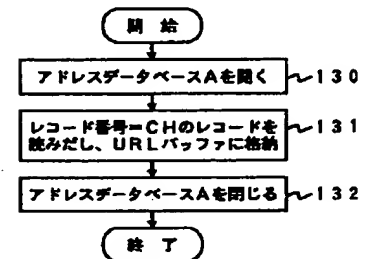 開 始
アドレスデータベースAを開く 130
レコード番号=CHのレコードを 131
読みだし、URLバッファに格納
アドレスデータベースAを閉じる 132
終 了